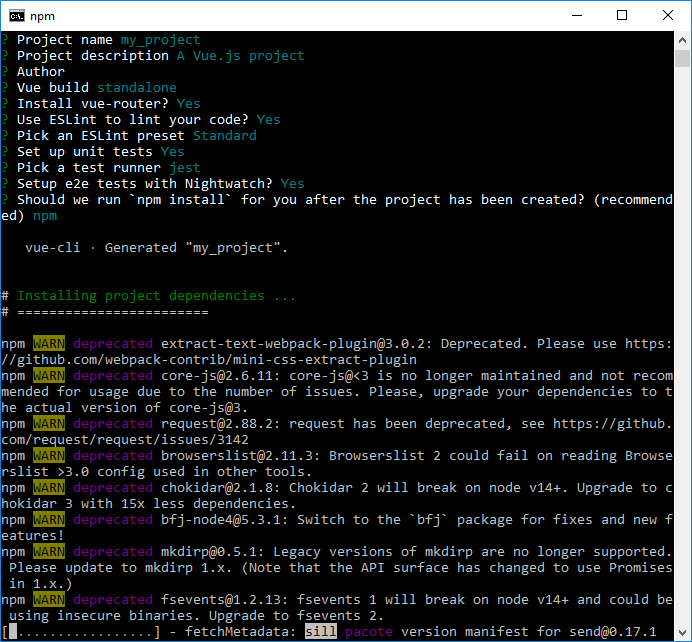 npm
? Project name my_project
? Project description A Vue.js project
? Author
? Vue build standalone
? Install vue-router? Yes
? Use ESLint to lint your code? Yes
? Pick an ESLint preset Standard
? Set up unit tests Yes
? Pick a test runner jest
? Setup e2e tests with Nightwatch? Yes
? Should we run `npm install` for you after the project has been created? (recommend
ed) npm
vue-cli · Generated "my_project".
# Installing project dependencies ...
# ========================
npm WARN deprecated extract-text-webpack-plugin@3.0.2: Deprecated. Please use https:
//github.com/webpack-contrib/mini-css-extract-plugin
npm WARN deprecated core-js@2.6.11: core-js@<3 is no longer maintained and not recom
mended for usage due to the number of issues. Please, upgrade your dependencies to t
he actual version of core-js@3.
npm WARN deprecated request@2.88.2: request has been deprecated, see https://github.
com/request/request/issues/3142
npm WARN deprecated browserslist@2.11.3: Browserslist 2 could fail on reading Browse
rslist >3.0 config used in other tools.
npm WARN deprecated chokidar@2.1.8: Chokidar 2 will break on node v14+. Upgrade to c
hokidar 3 with 15x less dependencies.
npm WARN deprecated bfj-node4@5.3.1: Switch to the `bfj` package for fixes and new f
eatures!
npm WARN deprecated mkdirp@0.5.1: Legacy versions of mkdirp are no longer supported.
Please update to mkdirp 1.x. (Note that the API surface has changed to use Promises
in 1.x.)
npm WARN deprecated fsevents@1.2.13: fsevents 1 will break on node v14+ and could be
using insecure binaries. Upgrade to fsevents 2.
[█.................] - fetchMetadata: sill pacote version manifest for send@0.17.1